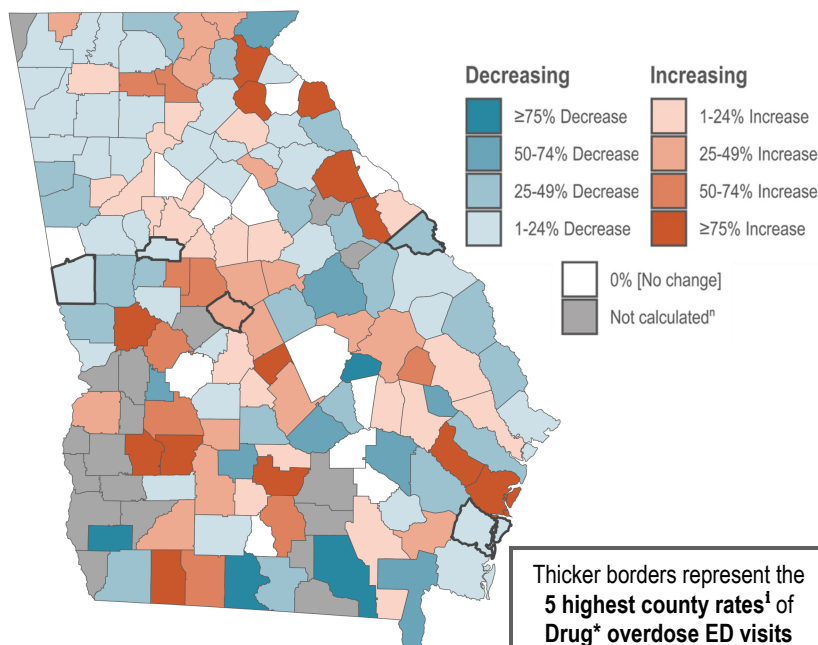 Decreasing
≥75% Decrease
50-74% Decrease
25-49% Decrease
1-24% Decrease
Increasing
1-24% Increase
25-49% Increase
50-74% Increase
≥75% Increase
0% [No change]
Not calculatedⁿ
Thicker borders represent the
5 highest county rates¹ of
Drug* overdose ED visits